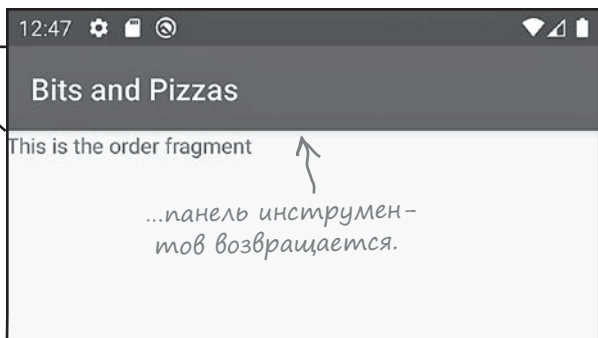 12:47
Bits and Pizzas
This is the order fragment
...панель инструмен-
тов возвращается.